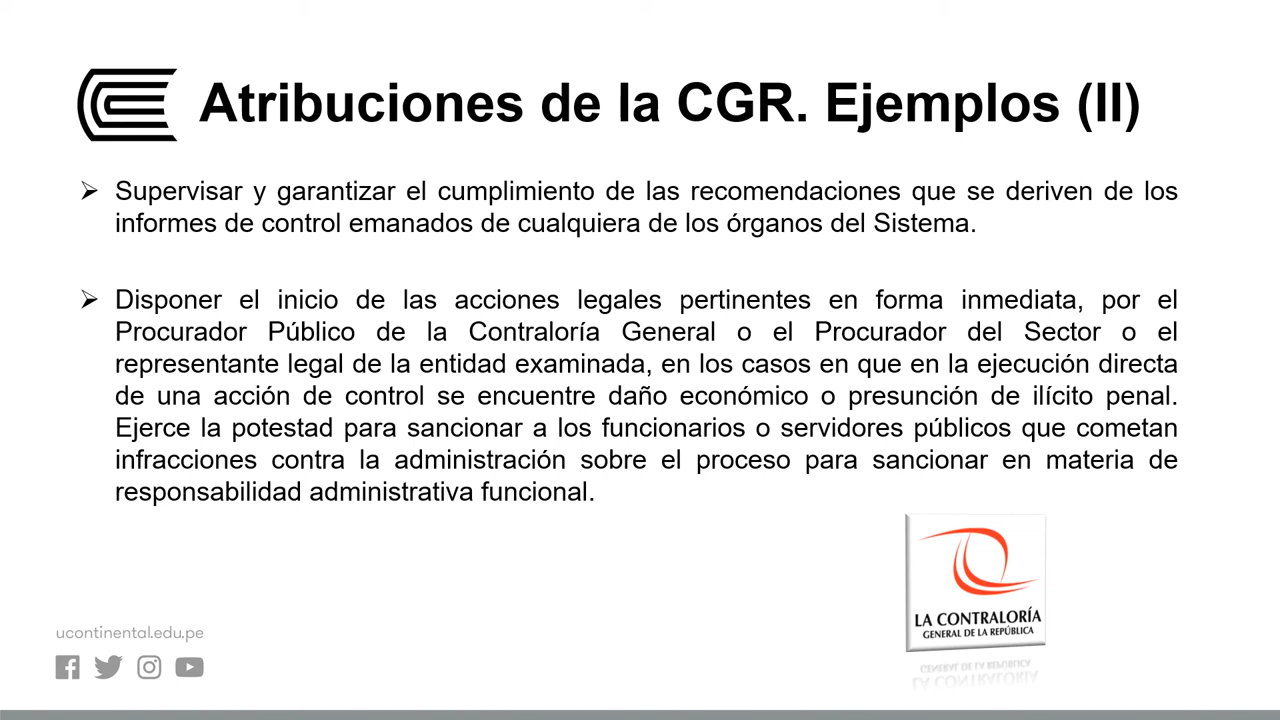 Atribuciones de la CGR. Ejemplos (II)
Supervisar y garantizar el cumplimiento de las recomendaciones que se deriven de los
informes de control emanados de cualquiera de los órganos del Sistema.
Disponer el inicio de las acciones legales pertinentes en forma inmediata, por el
Procurador Público de la Contraloría General o el Procurador del Sector o el
representante legal de la entidad examinada, en los casos en que en la ejecución directa
de una acción de control se encuentre daño económico o presunción de ilícito penal.
Ejerce la potestad para sancionar a los funcionarios o servidores públicos que cometan
infracciones contra la administración sobre el proceso para sancionar en materia de
responsabilidad administrativa funcional.
LA CONTRALORÍA
GENERAL DE LA REPÚBLICA
ucontinental.edu.pe